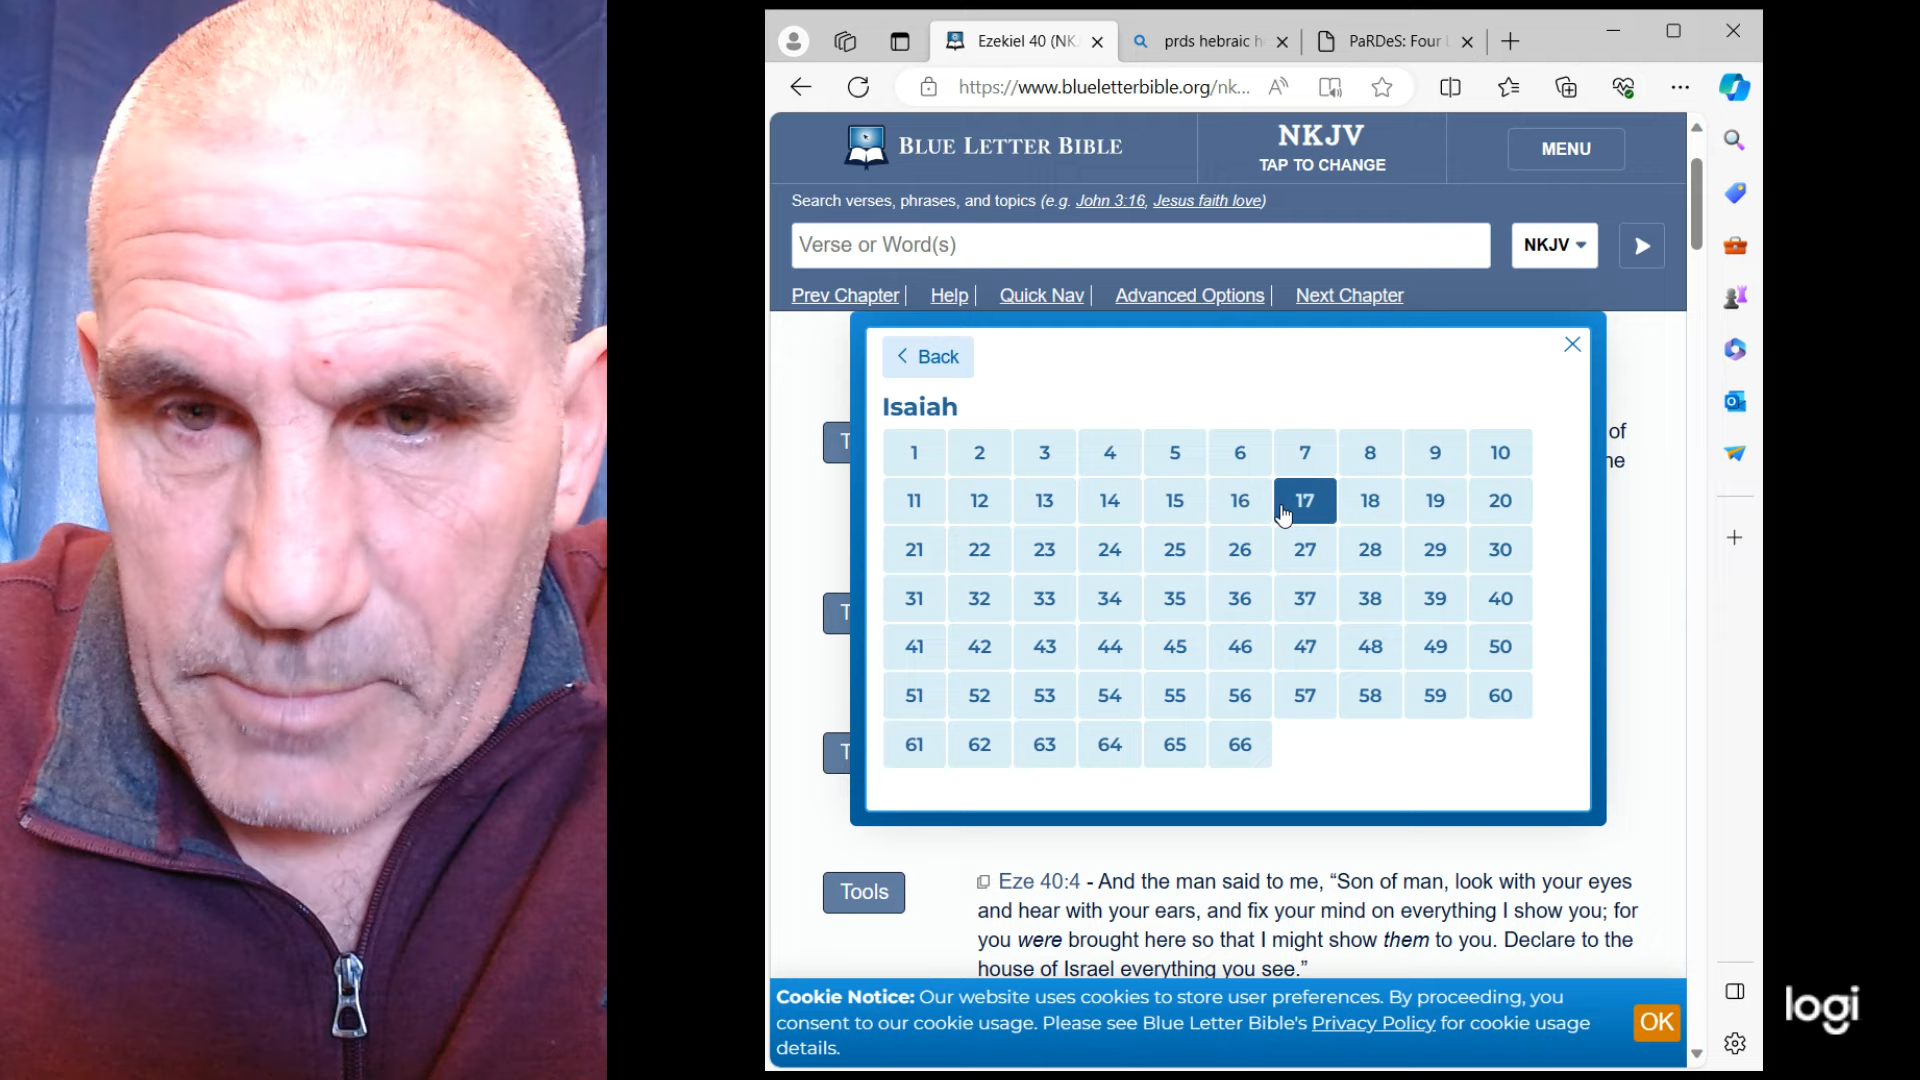 Ezekiel 40 (NK
prds hebraic h
PaRDeS: Four
https://www.blueletterbible.org/nk...
BLUE LETTER BIBLE
NKJV
TAP TO CHANGE
MENU
Search verses, phrases, and topics (e.g. John 3:16, Jesus faith love)
Verse or Word(s)
NKJV
Prev Chapter | Help | Quick Nav | Advanced Options | Next Chapter
Back
Isaiah
1 2 3 4 5 6 7 8 9 10
11 12 13 14 15 16 17 18 19 20
21 22 23 24 25 26 27 28 29 30
31 32 33 34 35 36 37 38 39 40
41 42 43 44 45 46 47 48 49 50
51 52 53 54 55 56 57 58 59 60
61 62 63 64 65 66
T
of
T
T
Tools
Eze 40:4 - And the man said to me, “Son of man, look with your eyes
and hear with your ears, and fix your mind on everything I show you; for
you were brought here so that I might show them to you. Declare to the
house of Israel everything you see.”
Cookie Notice: Our website uses cookies to store user preferences. By proceeding, you
consent to our cookie usage. Please see Blue Letter Bible's Privacy Policy for cookie usage
details.
OK
logi